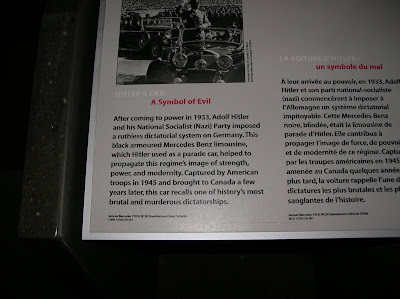 HITLER'S CAR:
A Symbol of Evil
After coming to power in 1933, Adolf Hitler
and his National Socialist (Nazi) Party imposed
a ruthless dictatorial system on Germany. This
black armoured Mercedes Benz limousine,
which Hitler used as a parade car, helped to
propagate this regime's image of strength,
power, and modernity. Captured by American
troops in 1945 and brought to Canada a few
years later, this car recalls one of history's most
brutal and murderous dictatorships.
LA VOITURE D'HITLER :
un symbole du mal
À leur arrivée au pouvoir, en 1933, Adolf
Hitler et son parti national-socialiste
(nazi) commencèrent à imposer à
l'Allemagne un système dictatorial
impitoyable. Cette Mercedes-Benz
noire, blindée, était la limousine de
parade d'Hitler. Elle contribua à
propager l'image de force, de pouvoir
et de modernité de ce régime. Captur
par les troupes américaines en 1945
amenée au Canada quelques année
plus tard, la voiture rappelle l'une d
dictatures les plus brutales et les pl
sanglantes de l'histoire.